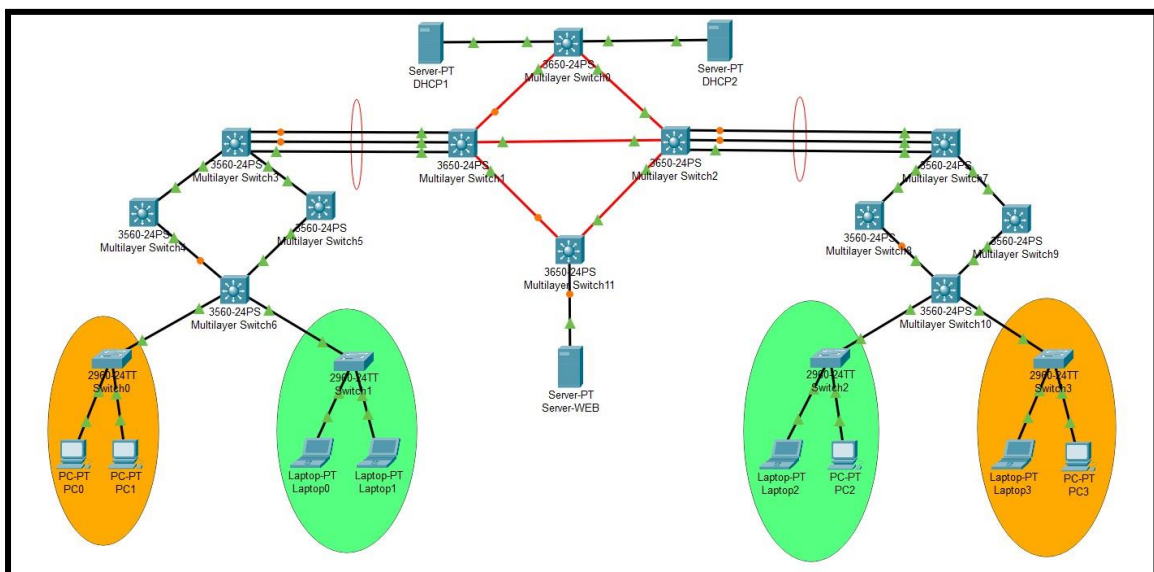 3650-24PS
Multilayer Switch0
Server-PT
DHCP1
Server-PT
DHCP2
3560-24PS
Multilayer Switch3
3650-24PS
Multilayer Switch1
3650-24PS
Multilayer Switch2
3560-24PS
Multilayer Switch7
3560-24PS
Multilayer Switch4
3560-24PS
Multilayer Switch5
3560-24PS
Multilayer Switch8
3560-24PS
Multilayer Switch9
3650-24PS
Multilayer Switch11
3560-24PS
Multilayer Switch6
3560-24PS
Multilayer Switch10
2960-24TT
Switch0
2960-24TT
Switch1
Server-PT
Server-WEB
2960-24TT
Switch2
2960-24TT
Switch3
PC-PT
PC0
PC-PT
PC1
Laptop-PT
Laptop0
Laptop-PT
Laptop1
Laptop-PT
Laptop2
PC-PT
PC2
Laptop-PT
Laptop3
PC-PT
PC3